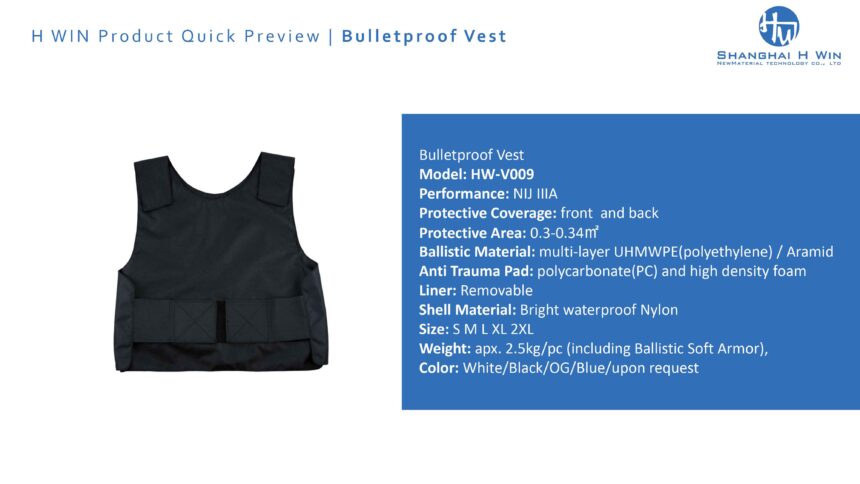 H WIN Product Quick Preview | Bulletproof Vest
HW
SHANGHAI H WIN
NEWMATERIAL TECHNOLOGY CO., LTD
Bulletproof Vest
Model: HW-V009
Performance: NIJ IIIA
Protective Coverage: front and back
Protective Area: 0.3-0.34㎡
Ballistic Material: multi-layer UHMWPE(polyethylene) / Aramid
Anti Trauma Pad: polycarbonate(PC) and high density foam
Liner: Removable
Shell Material: Bright waterproof Nylon
Size: S M L XL 2XL
Weight: apx. 2.5kg/pc (including Ballistic Soft Armor),
Color: White/Black/OG/Blue/upon request